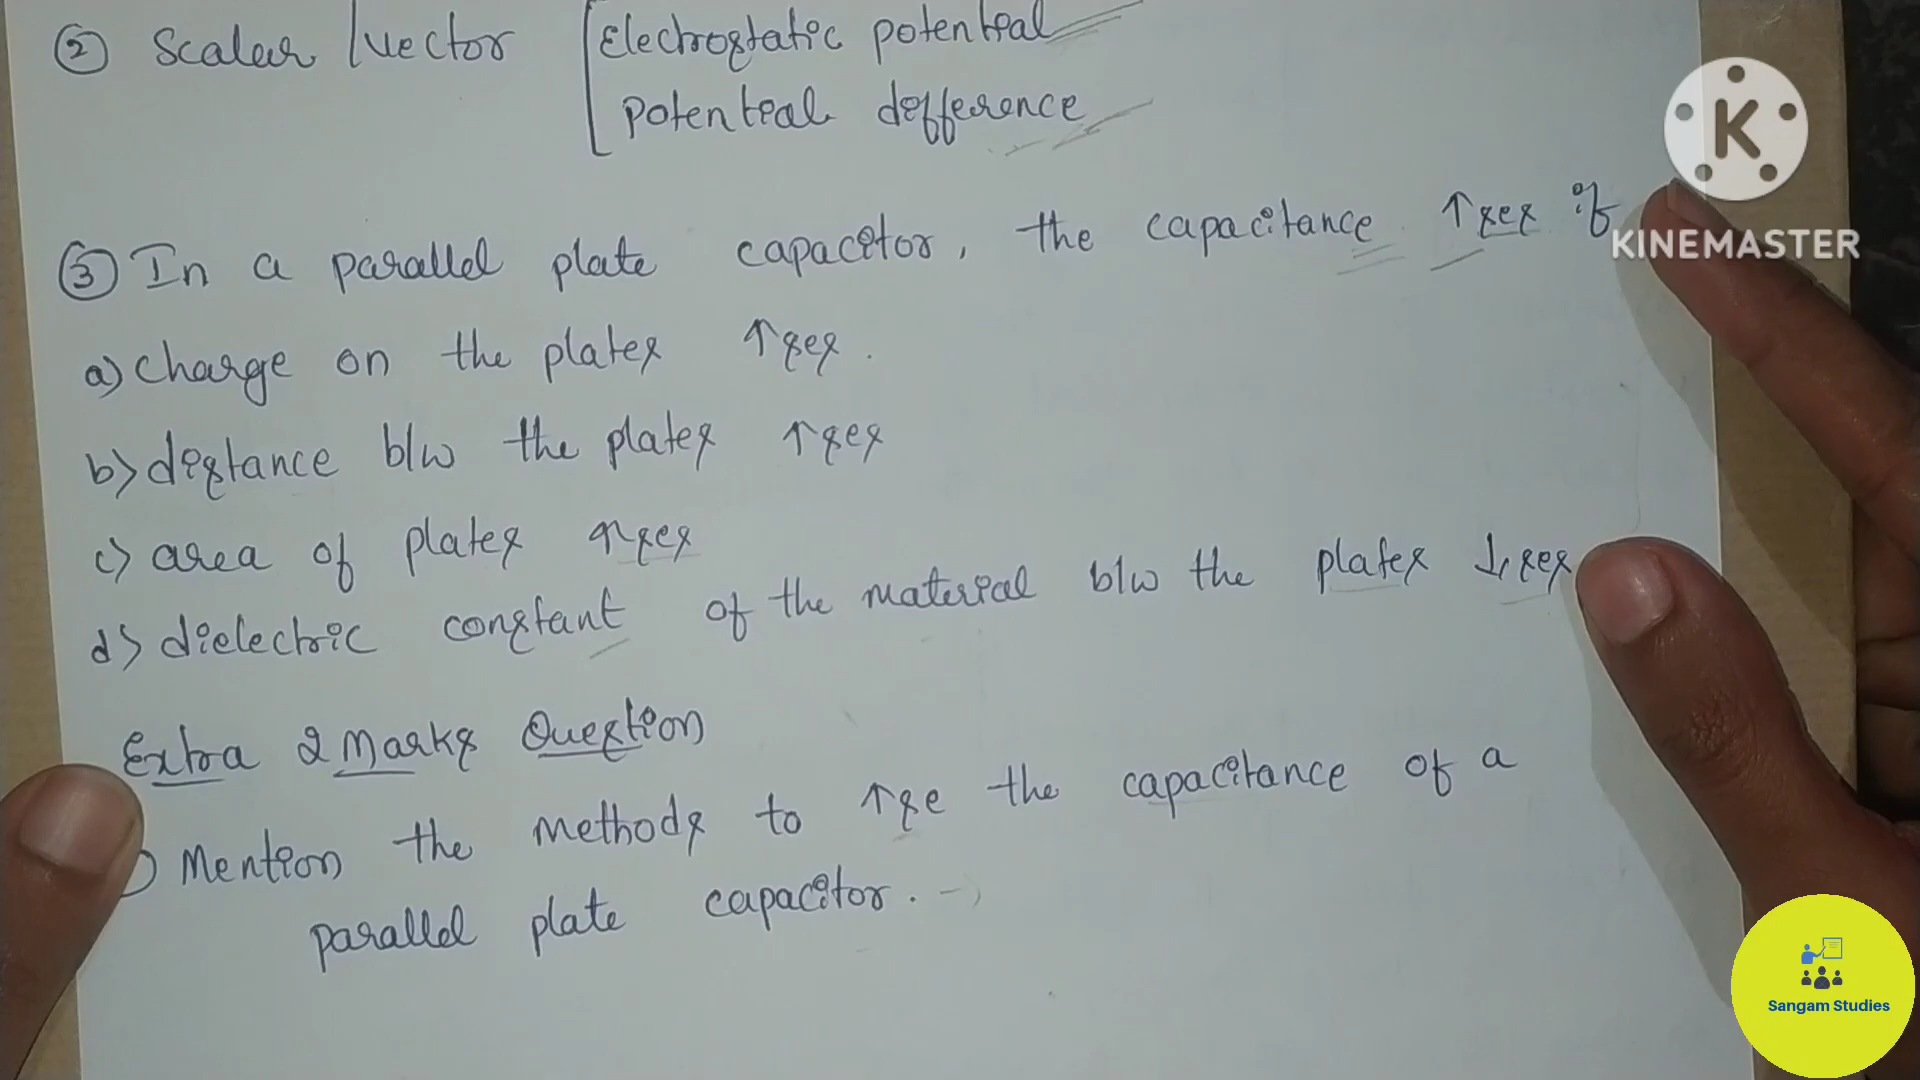 ② Scalar / vector [Electrostatic potential
Potential difference
③ In a parallel plate capacitor, the capacitance ↑ses if
a) charge on the plates ↑ses.
b) distance b/w the plates ↑ses
c) area of plates ↑ses
d) dielectric constant of the material b/w the plates ↓ses
Extra 2 Marks Question
) Mention the methods to ↑se the capacitance of a
parallel plate capacitor. -
KINEMASTER
Sangam Studies